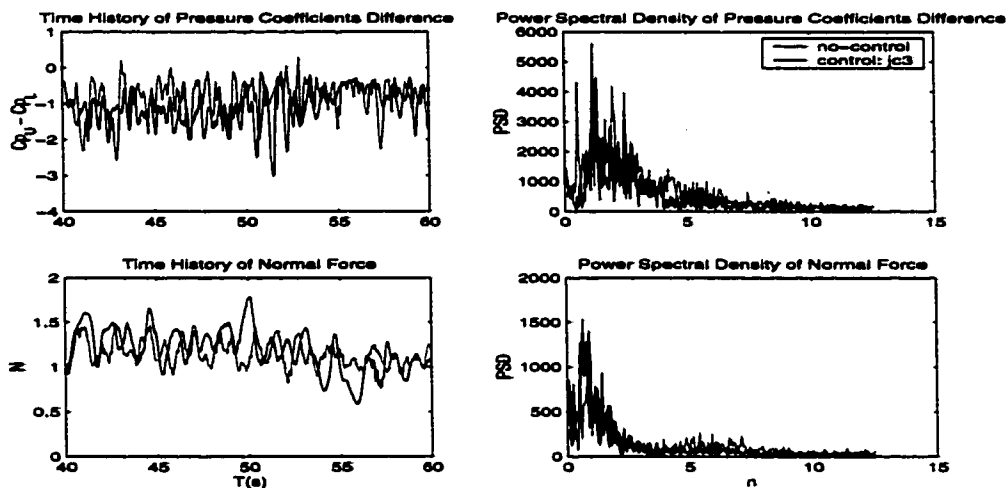 Time History of Pressure Coefficients Difference
1
0
-1
-2
-3
-4
CpU - CpL
40 45 50 55 60
Power Spectral Density of Pressure Coefficients Difference
6000
5000
4000
3000
2000
1000
0
PSD
no-control
control: jc3
0 5 10 15
Time History of Normal Force
2
1.5
1
0.5
0
N
40 45 50 55 60
T(s)
Power Spectral Density of Normal Force
2000
1500
1000
500
0
PSD
0 5 10 15
n